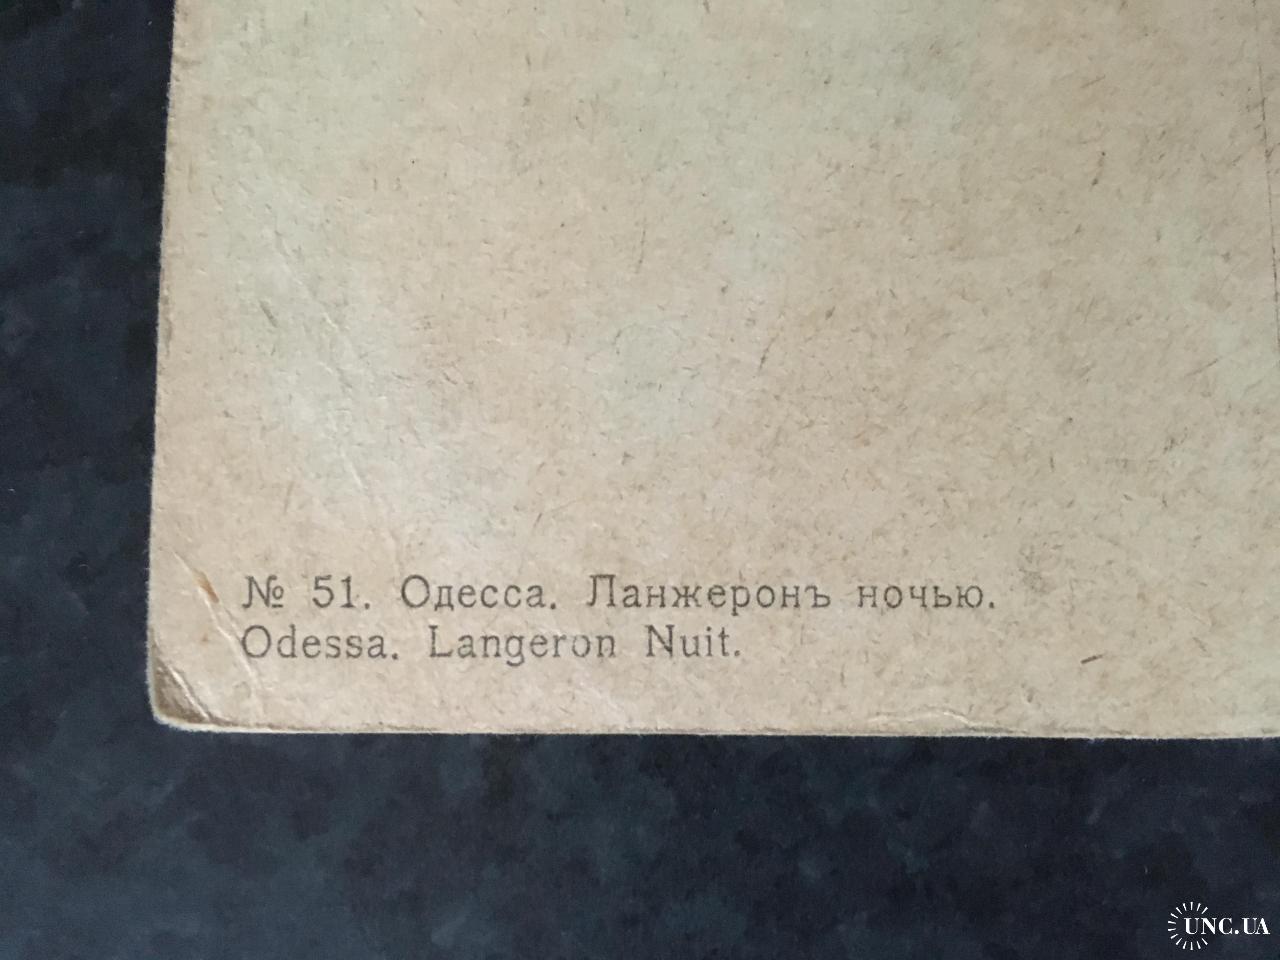 № 51. Одесса. Ланжеронъ ночью.
Odessa. Langeron Nuit.
UNC.UA